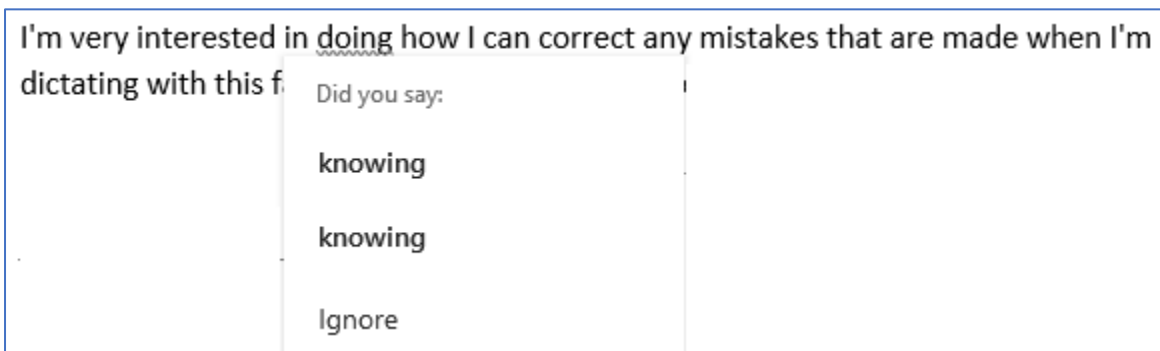 I'm very interested in doing how I can correct any mistakes that are made when I'm
dictating with this
Did you say:
knowing
knowing
Ignore